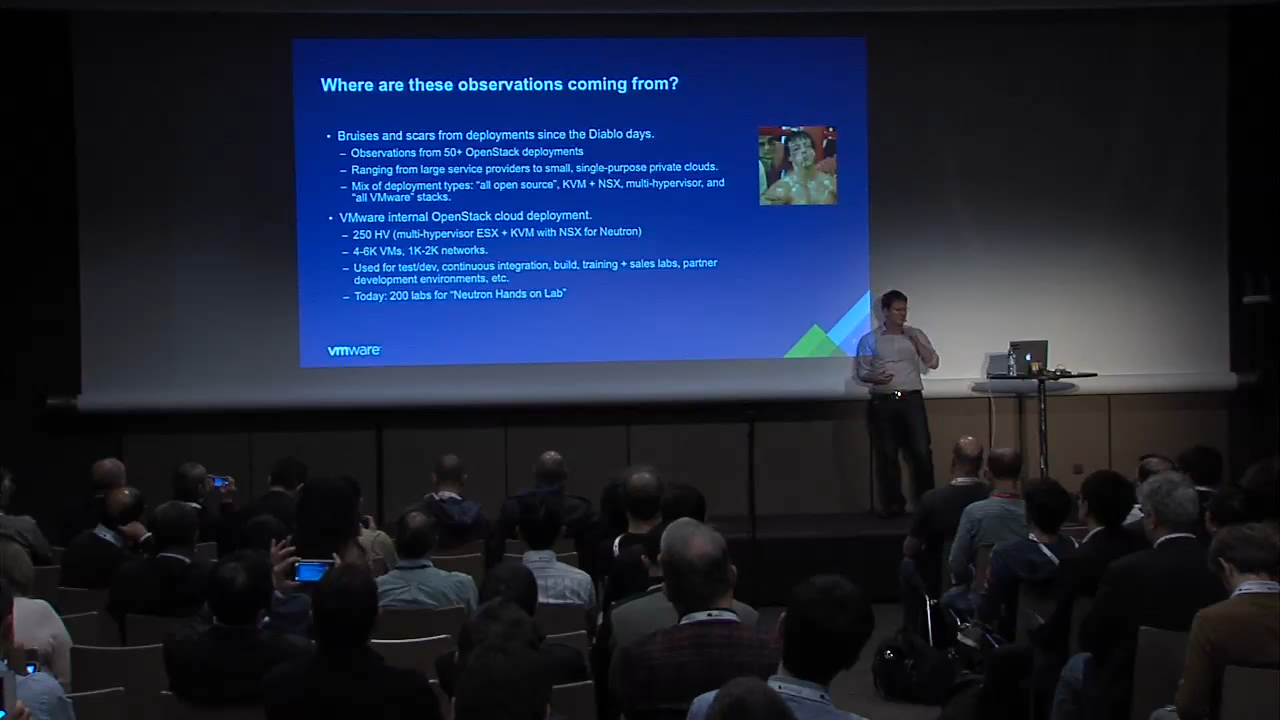 Where are these observations coming from?
• Bruises and scars from deployments since the Diablo days.
– Observations from 50+ OpenStack deployments
– Ranging from large service providers to small, single-purpose private clouds.
– Mix of deployment types: "all open source", KVM + NSX, multi-hypervisor, and
"all VMware" stacks.
• VMware internal OpenStack cloud deployment.
– 250 HV (multi-hypervisor ESX + KVM with NSX for Neutron)
– 4-6K VMs, 1K-2K networks.
– Used for test/dev, continuous integration, build, training + sales labs, partner
development environments, etc.
– Today: 200 labs for "Neutron Hands on Lab"
vmware